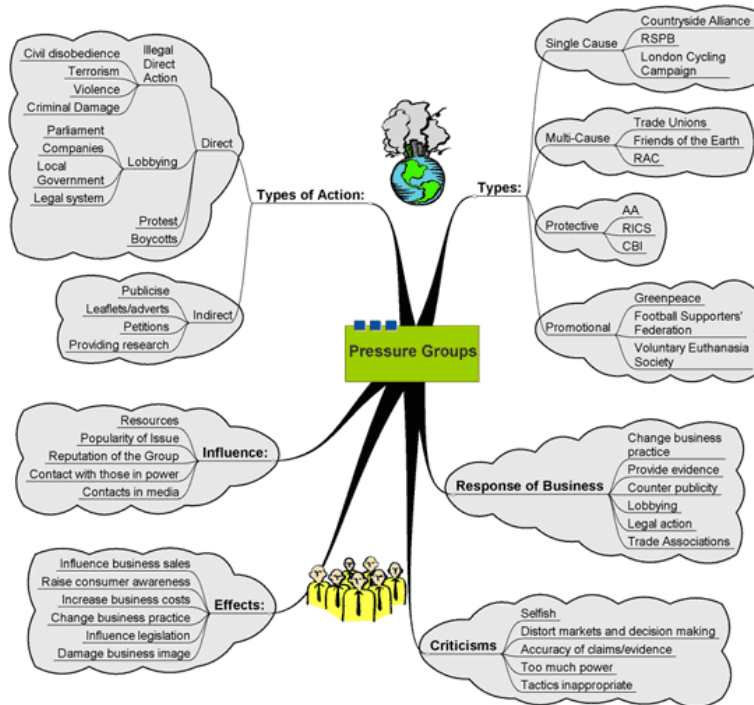 Pressure Groups
Types of Action:
Direct
Illegal
Direct
Action
Civil disobedience
Terrorism
Violence
Criminal Damage
Lobbying
Parliament
Companies
Local
Government
Legal system
Protest
Boycotts
Indirect
Publicise
Leaflets/adverts
Petitions
Providing research
Influence:
Resources
Popularity of Issue
Reputation of the Group
Contact with those in power
Contacts in media
Effects:
Influence business sales
Raise consumer awareness
Increase business costs
Change business practice
Influence legislation
Damage business image
Types:
Single Cause
Countryside Alliance
RSPB
London Cycling
Campaign
Multi-Cause
Trade Unions
Friends of the Earth
RAC
Protective
AA
RICS
CBI
Promotional
Greenpeace
Football Supporters'
Federation
Voluntary Euthanasia
Society
Response of Business
Change business
practice
Provide evidence
Counter publicity
Lobbying
Legal action
Trade Associations
Criticisms
Selfish
Distort markets and decision making
Accuracy of claims/evidence
Too much power
Tactics inappropriate